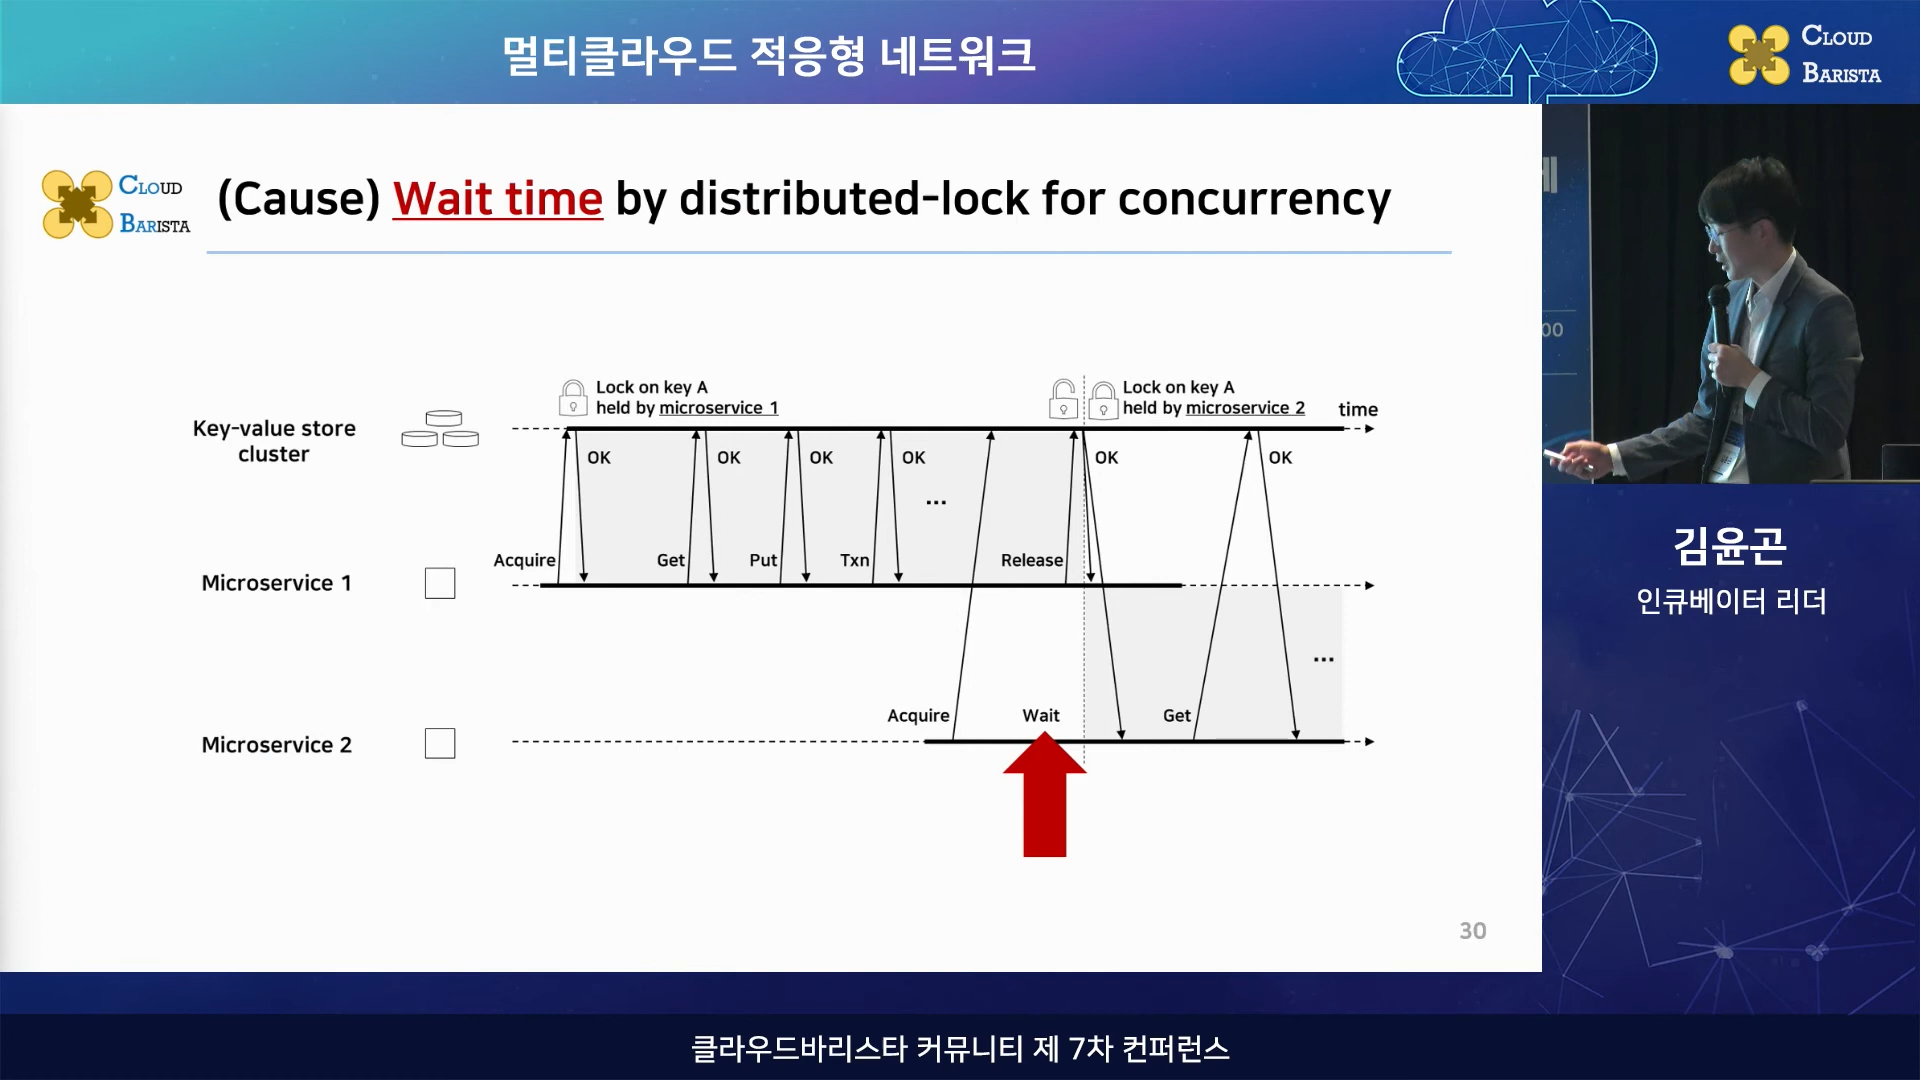 멀티클라우드 적응형 네트워크
CLOUD
BARISTA
CLOUD
BARISTA
(Cause) Wait time by distributed-lock for concurrency
Lock on key A
held by microservice 1
Lock on key A
held by microservice 2
time
Key-value store
cluster
OK
OK
OK
OK
OK
OK
...
Acquire
Get
Put
Txn
Release
Microservice 1
...
Acquire
Wait
Get
Microservice 2
30
00
김윤곤
인큐베이터 리더
클라우드바리스타 커뮤니티 제 7차 컨퍼런스